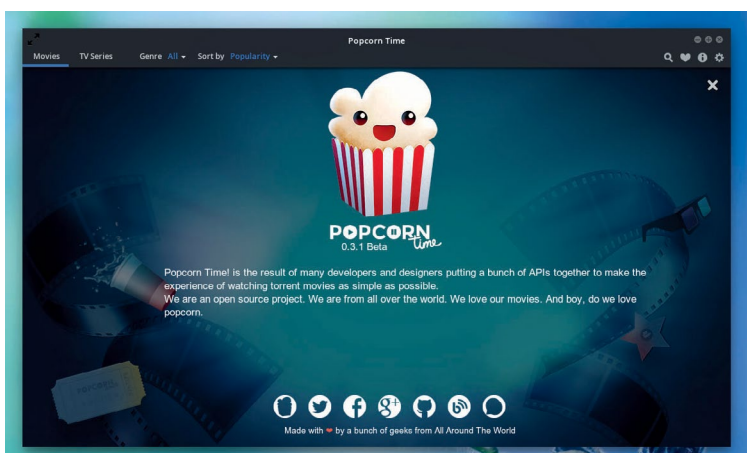 Popcorn Time
Movies TV Series Genre All Sort by Popularity
POPCORN
time
0.3.1 Beta
Popcorn Time! is the result of many developers and designers putting a bunch of APIs together to make the
experience of watching torrent movies as simple as possible.
We are an open source project. We are from all over the world. We love our movies. And boy, do we love
popcorn.
POPCORN
Made with ❤ by a bunch of geeks from All Around The World